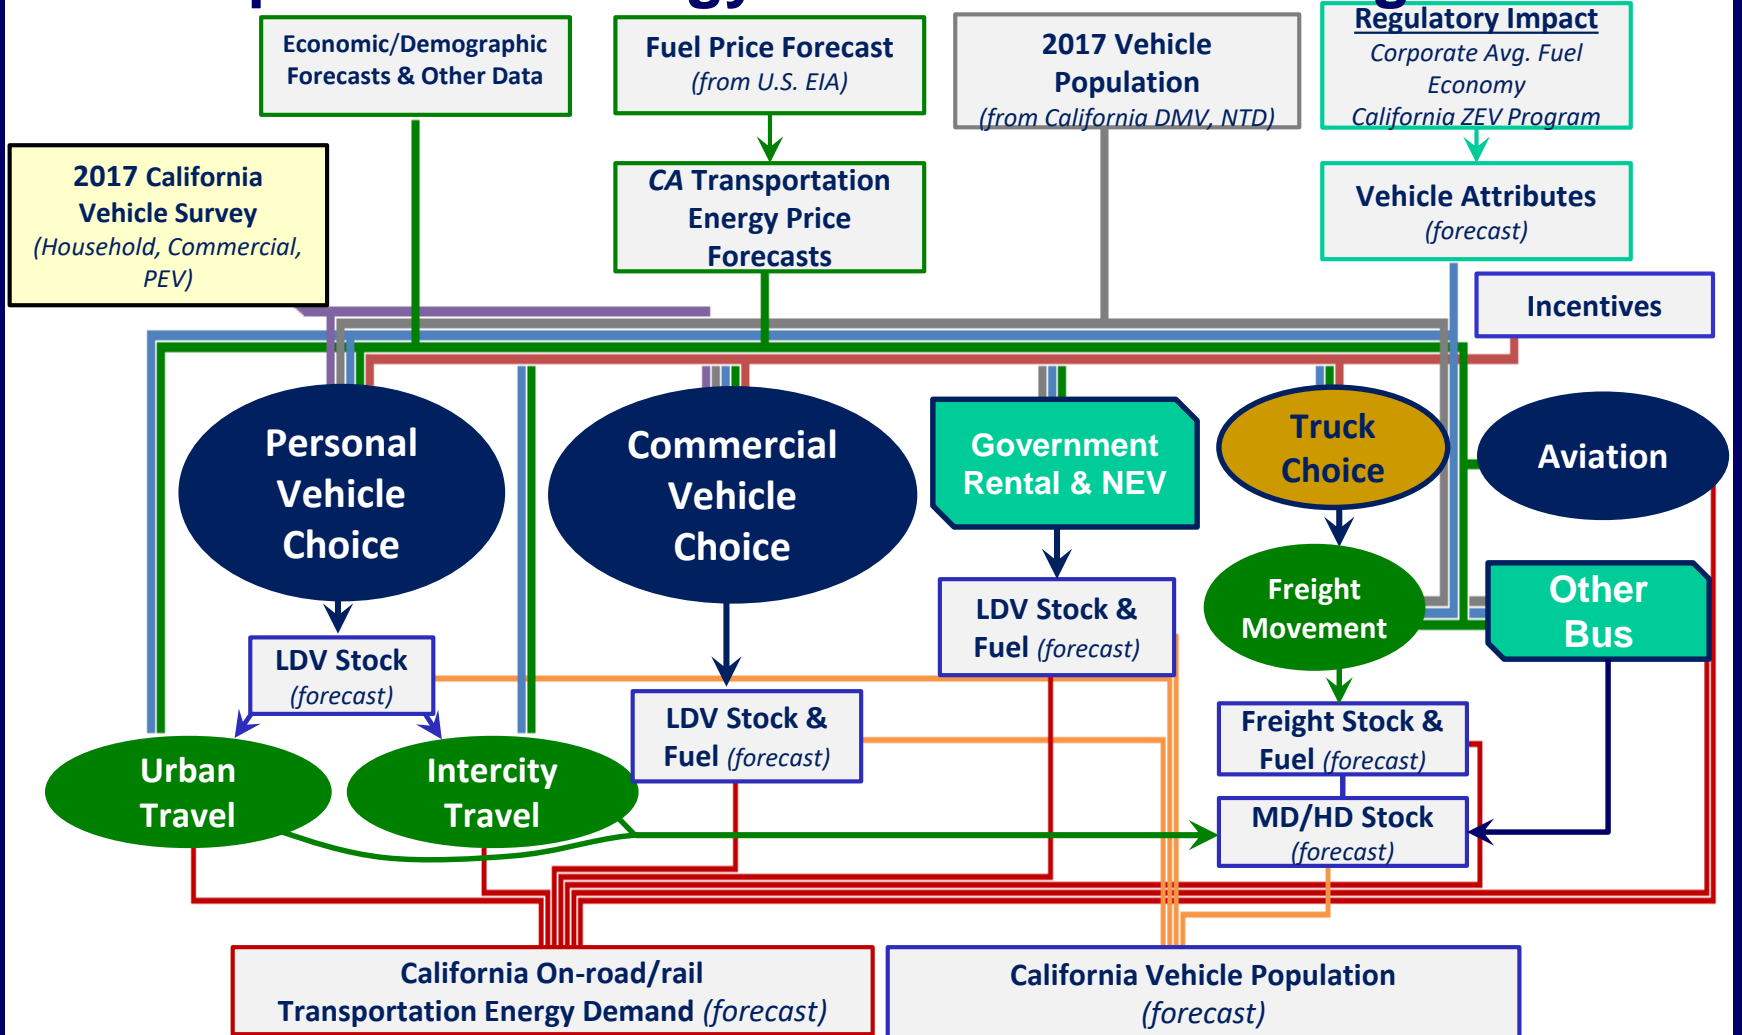 Economic/Demographic
Forecasts & Other Data
Fuel Price Forecast
(from U.S. EIA)
2017 Vehicle
Population
(from California DMV, NTD)
Regulatory Impact
Corporate Avg. Fuel
Economy
California ZEV Program
2017 California
Vehicle Survey
(Household, Commercial,
PEV)
CA Transportation
Energy Price
Forecasts
Vehicle Attributes
(forecast)
Incentives
Personal
Vehicle
Choice
Commercial
Vehicle
Choice
Government
Rental & NEV
Truck
Choice
Aviation
LDV Stock &
Fuel (forecast)
Freight
Movement
Other
Bus
LDV Stock
(forecast)
LDV Stock &
Fuel (forecast)
Freight Stock &
Fuel (forecast)
Urban
Travel
Intercity
Travel
MD/HD Stock
(forecast)
California On-road/rail
Transportation Energy Demand (forecast)
California Vehicle Population
(forecast)